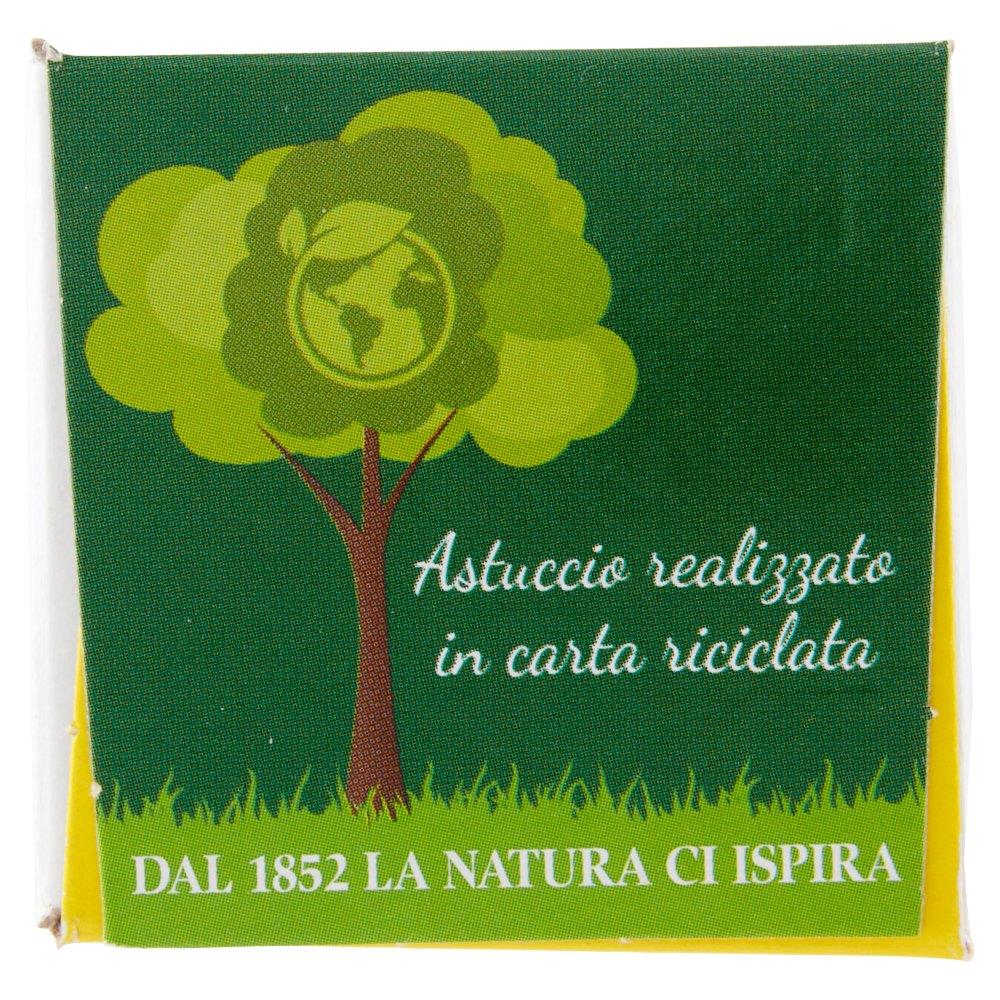 Astuccio realizzato
in carta riciclata
DAL 1852 LA NATURA CI ISPIRA